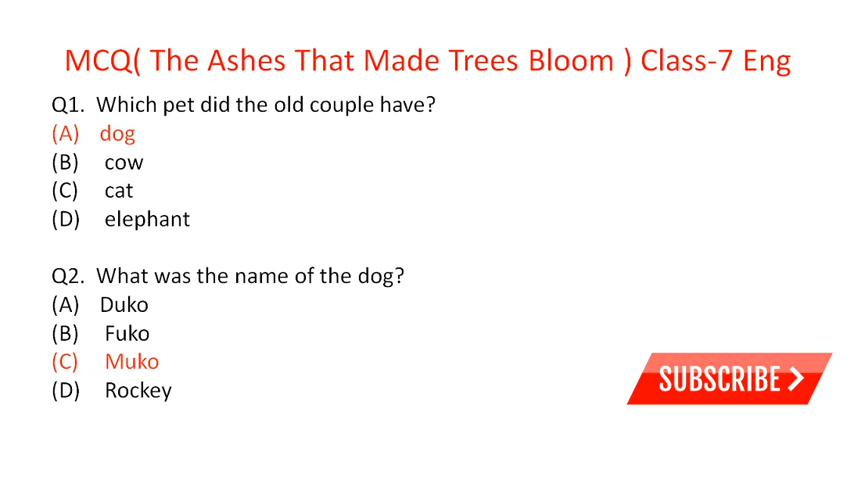 MCQ( The Ashes That Made Trees Bloom ) Class-7 Eng
Q1. Which pet did the old couple have?
(A) dog
(B) cow
(C) cat
(D) elephant
Q2. What was the name of the dog?
(A) Duko
(B) Fuko
(C) Muko
(D) Rockey
SUBSCRIBE